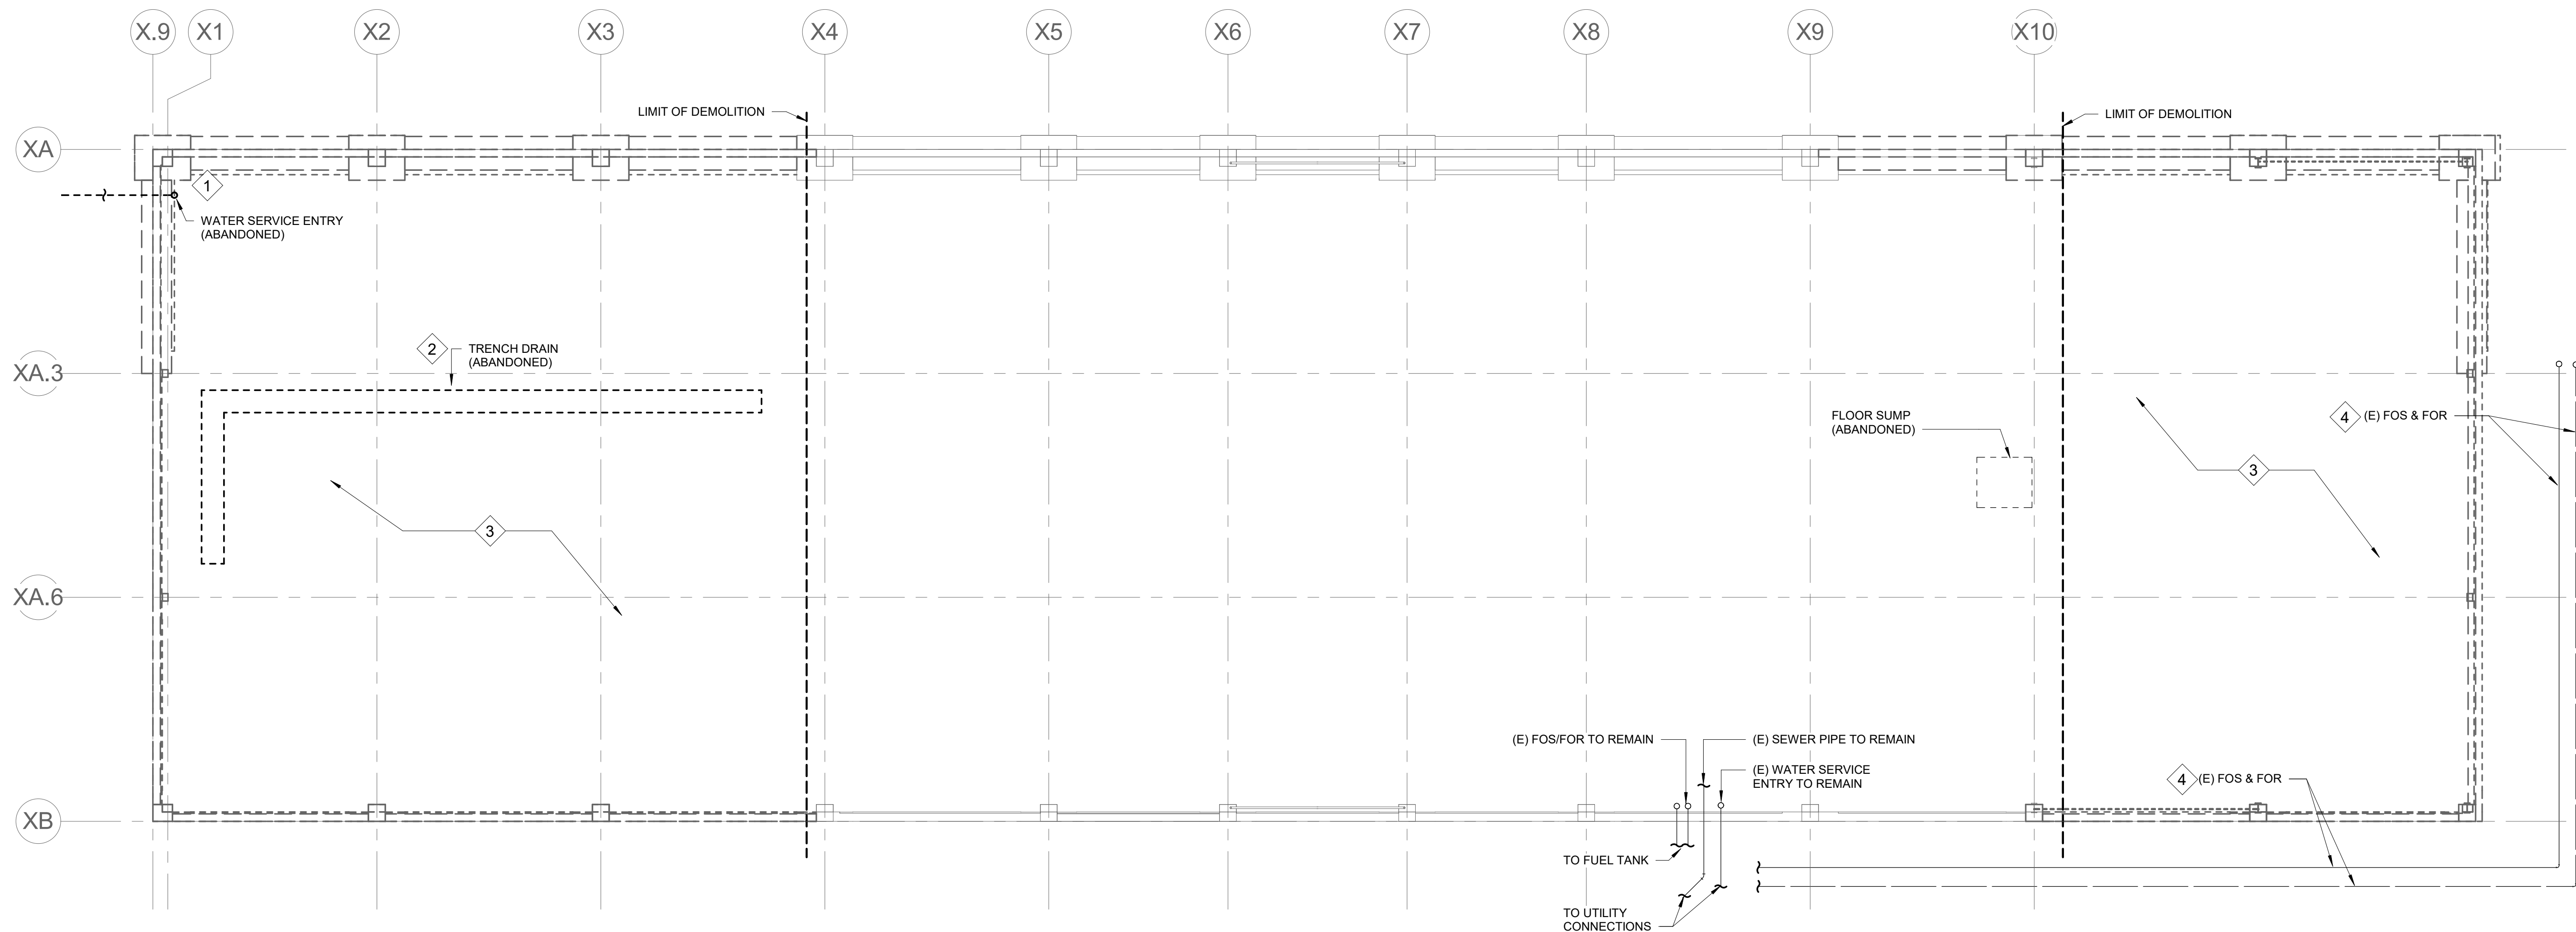 X.9
X1
X2
X3
X4
X5
X6
X7
X8
X9
X10
LIMIT OF DEMOLITION
LIMIT OF DEMOLITION
XA
1
WATER SERVICE ENTRY
(ABANDONED)
2
TRENCH DRAIN
(ABANDONED)
XA.3
FLOOR SUMP
(ABANDONED)
4
(E) FOS & FOR
3
3
XA.6
(E) FOS/FOR TO REMAIN
(E) SEWER PIPE TO REMAIN
(E) WATER SERVICE
ENTRY TO REMAIN
4
(E) FOS & FOR
XB
TO FUEL TANK
TO UTILITY
CONNECTIONS